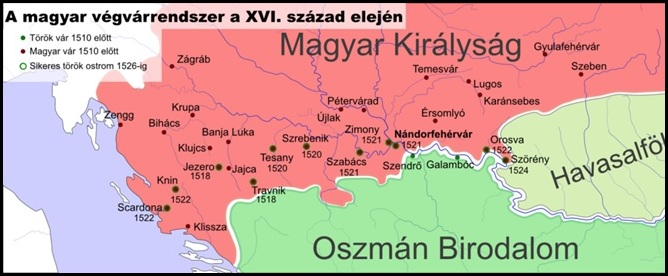 A magyar végvárrendszer a XVI. század elején
Török vár 1510 előtt
Magyar vár 1510 előtt
Sikeres török ostrom 1526-ig
Magyar Királyság
Gyulafehérvár
Szeben
Zágráb
Temesvár
Lugos
Karánsebes
Zengg
Krupa
Bihács
Pétervárad
Újlak
Érsomlyó
Banja Luka
Klujcs
Szrebenik
1520
Zimony
1521
Nándorfehérvár
1521
Orosva
1522
Jezero
1518
Jajca
Tesany
1520
Szabács
1521
Szendrő
Galambóc
Szörény
1524
Havasalföl
Knin
1522
Travnik
1518
Scardona
1522
Klissza
Oszmán Birodalom